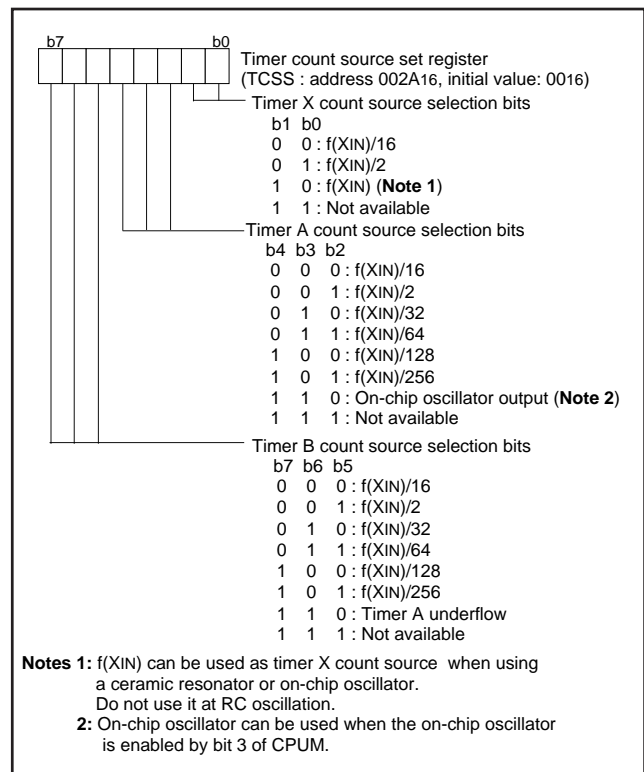 b7 b0
Timer count source set register
(TCSS : address 002A16, initial value: 0016)
Timer X count source selection bits
b1 b0
0 0 : f(XIN)/16
0 1 : f(XIN)/2
1 0 : f(XIN) (Note 1)
1 1 : Not available
Timer A count source selection bits
b4 b3 b2
0 0 0 : f(XIN)/16
0 0 1 : f(XIN)/2
0 1 0 : f(XIN)/32
0 1 1 : f(XIN)/64
1 0 0 : f(XIN)/128
1 0 1 : f(XIN)/256
1 1 0 : On-chip oscillator output (Note 2)
1 1 1 : Not available
Timer B count source selection bits
b7 b6 b5
0 0 0 : f(XIN)/16
0 0 1 : f(XIN)/2
0 1 0 : f(XIN)/32
0 1 1 : f(XIN)/64
1 0 0 : f(XIN)/128
1 0 1 : f(XIN)/256
1 1 0 : Timer A underflow
1 1 1 : Not available
Notes 1: f(XIN) can be used as timer X count source when using
a ceramic resonator or on-chip oscillator.
Do not use it at RC oscillation.
2: On-chip oscillator can be used when the on-chip oscillator
is enabled by bit 3 of CPUM.